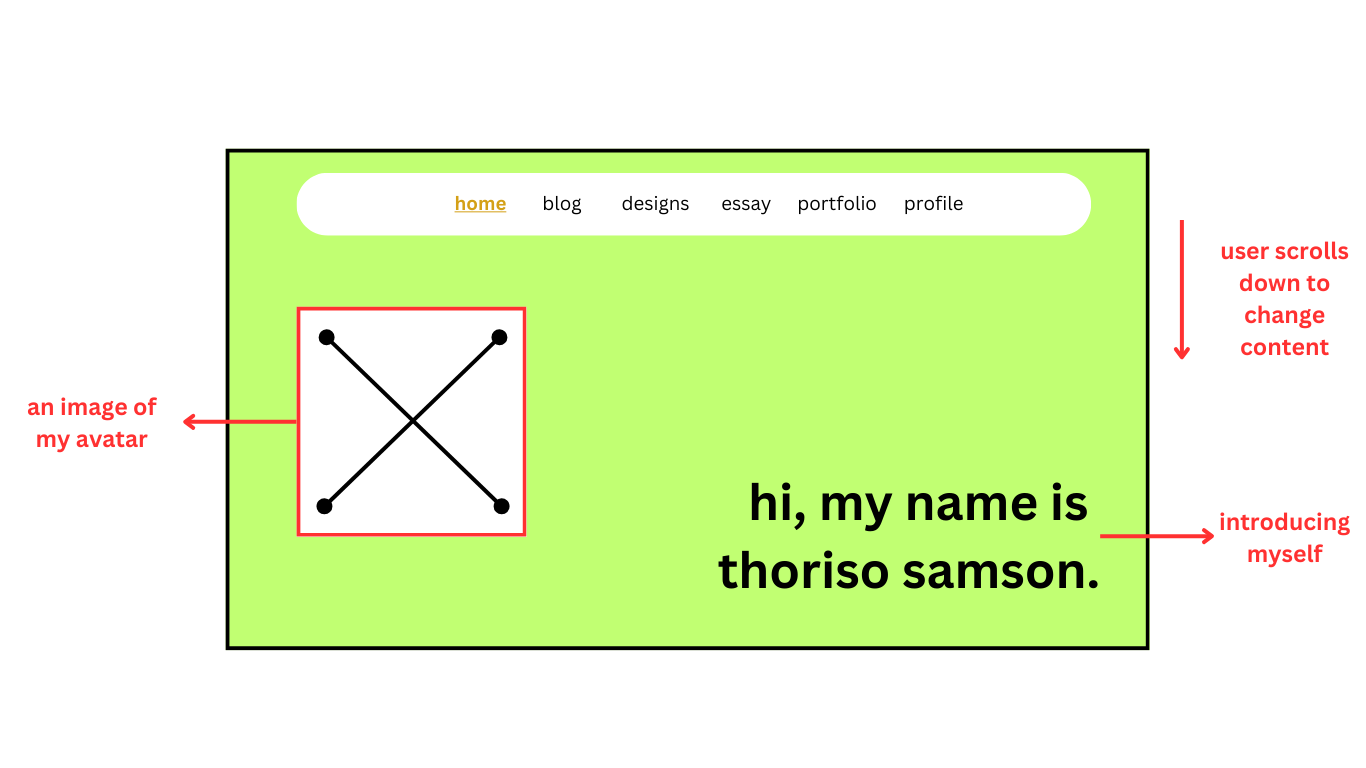 home blog designs essay portfolio profile
user scrolls
down to
change
content
an image of
my avatar
hi, my name is
thoriso samson.
introducing
myself